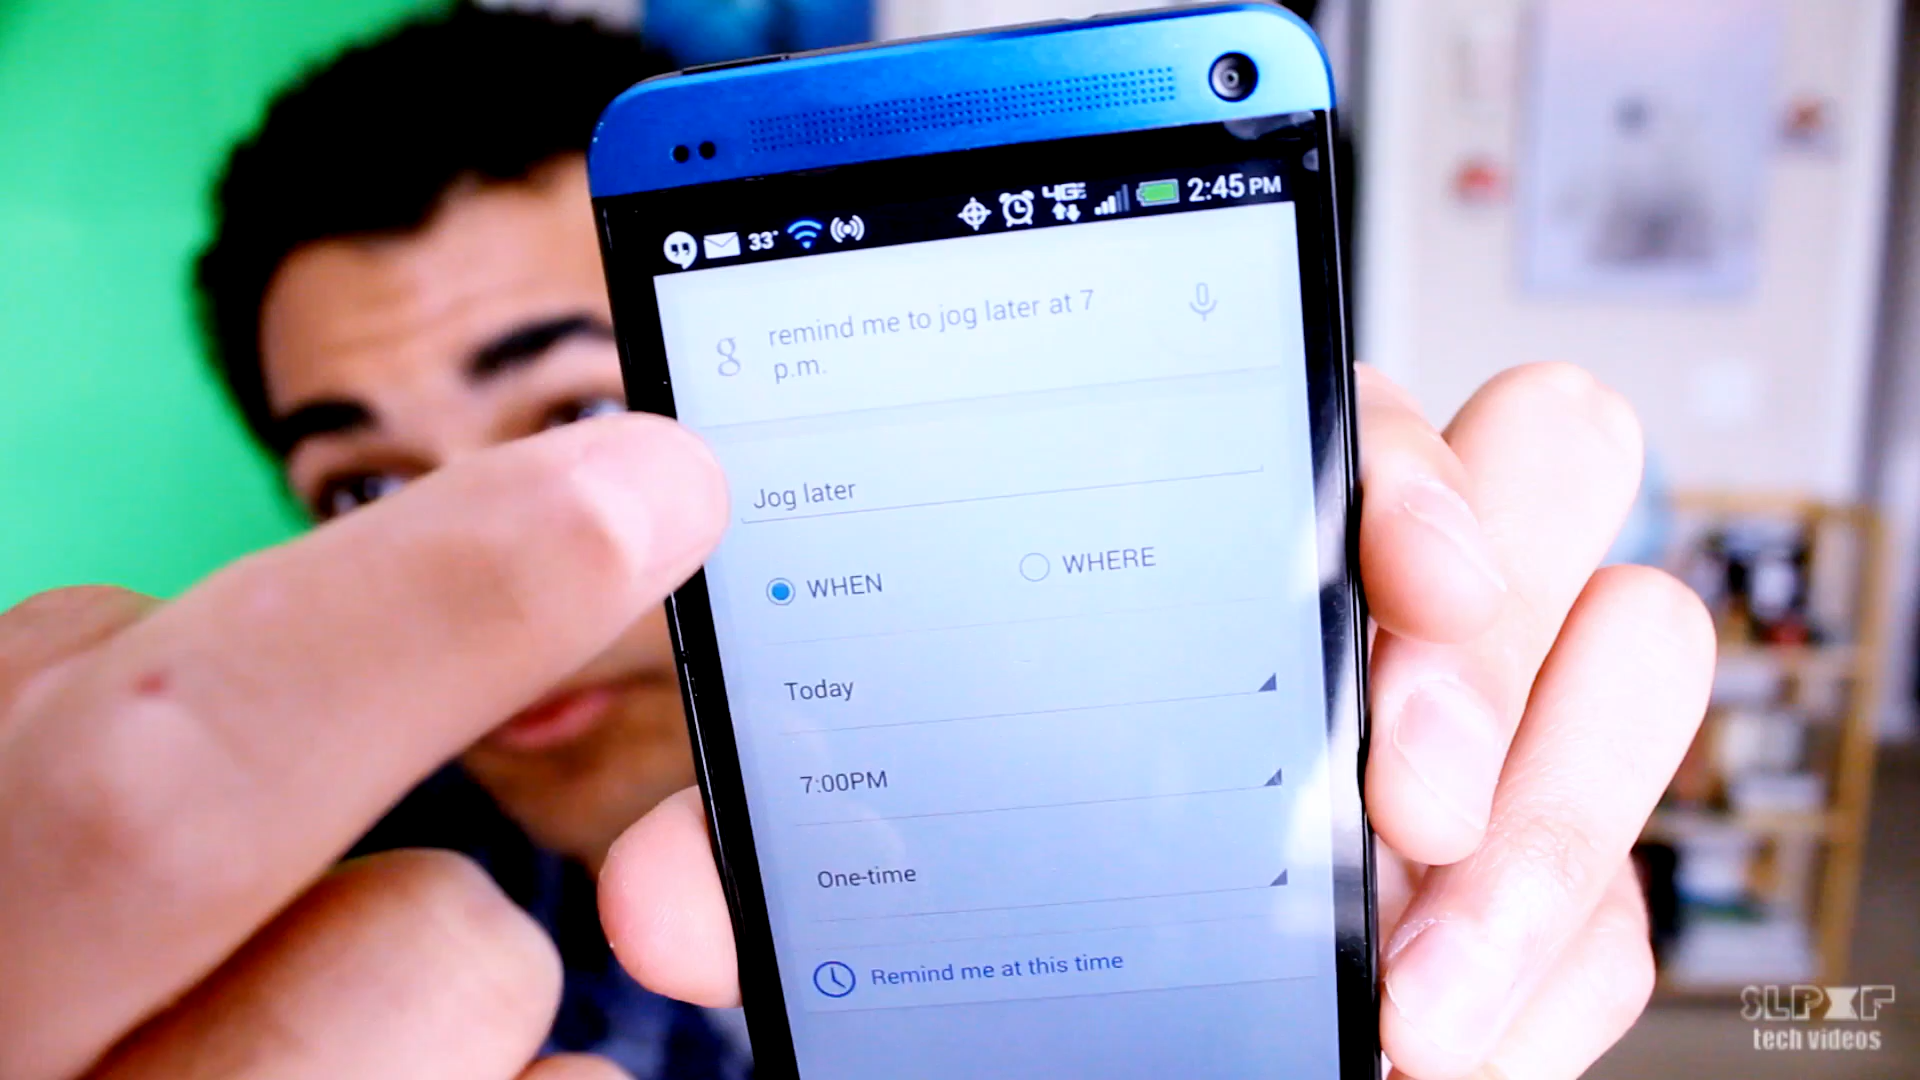 33° 4G 2:45 PM
g remind me to jog later at 7
p.m.
Jog later
WHEN WHERE
Today
7:00PM
One-time
Remind me at this time
SLPXF
tech videos